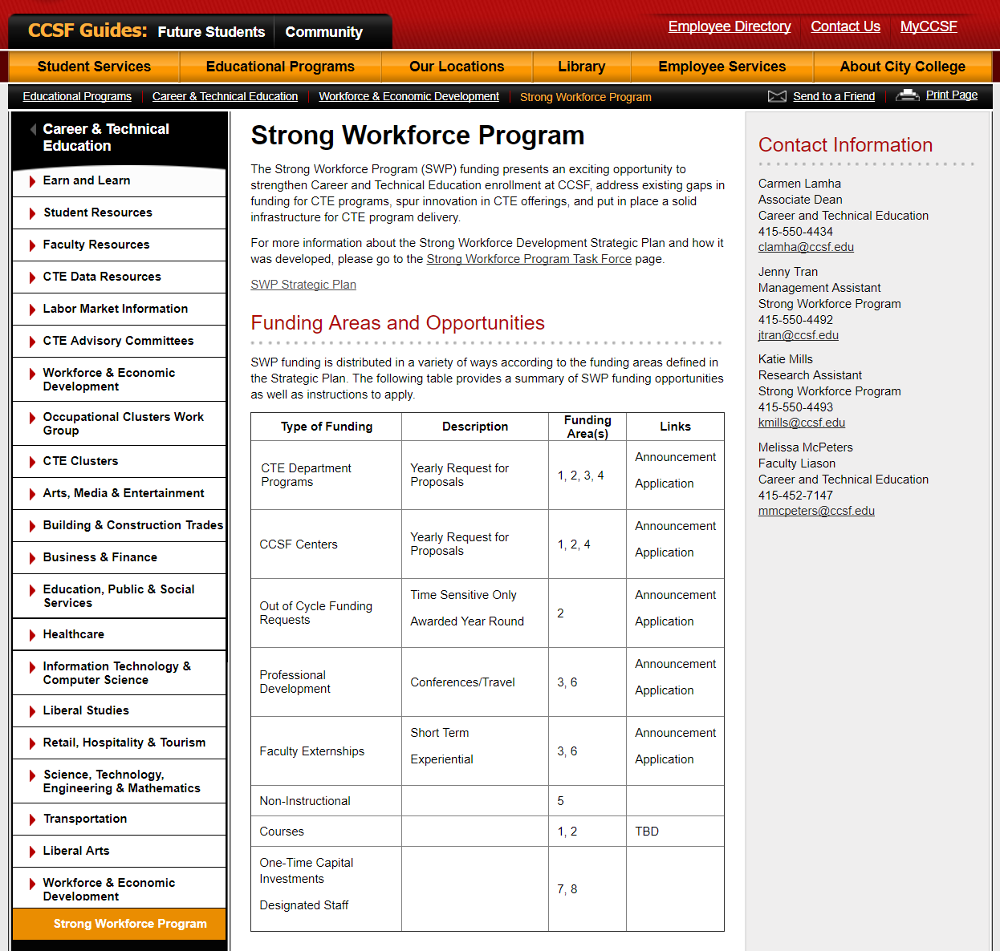 CCSF Guides: Future Students Community
Employee Directory Contact Us MyCCSF
Student Services Educational Programs Our Locations Library Employee Services About City College
Educational Programs Career & Technical Education Workforce & Economic Development Strong Workforce Program Send to a Friend Print Page
Career & Technical
Education
Earn and Learn
Student Resources
Faculty Resources
CTE Data Resources
Labor Market Information
CTE Advisory Committees
Workforce & Economic
Development
Occupational Clusters Work
Group
CTE Clusters
Arts, Media & Entertainment
Building & Construction Trades
Business & Finance
Education, Public & Social
Services
Healthcare
Information Technology &
Computer Science
Liberal Studies
Retail, Hospitality & Tourism
Science, Technology,
Engineering & Mathematics
Transportation
Liberal Arts
Workforce & Economic
Development
Strong Workforce Program
Strong Workforce Program
The Strong Workforce Program (SWP) funding presents an exciting opportunity to
strengthen Career and Technical Education enrollment at CCSF, address existing gaps in
funding for CTE programs, spur innovation in CTE offerings, and put in place a solid
infrastructure for CTE program delivery.
For more information about the Strong Workforce Development Strategic Plan and how it
was developed, please go to the Strong Workforce Program Task Force page.
SWP Strategic Plan
Funding Areas and Opportunities
SWP funding is distributed in a variety of ways according to the funding areas defined in
the Strategic Plan. The following table provides a summary of SWP funding opportunities
as well as instructions to apply.
Type of Funding Description Funding Area(s) Links
CTE Department
Programs
Yearly Request for
Proposals
1, 2, 3, 4
Announcement
Application
CCSF Centers
Yearly Request for
Proposals
1, 2, 4
Announcement
Application
Out of Cycle Funding
Requests
Time Sensitive Only
Awarded Year Round
2
Announcement
Application
Professional
Development
Conferences/Travel
3, 6
Announcement
Application
Faculty Externships
Short Term
Experiential
3, 6
Announcement
Application
Non-Instructional 5
Courses 1, 2 TBD
One-Time Capital
Investments
Designated Staff
7, 8
Contact Information
Carmen Lamha
Associate Dean
Career and Technical Education
415-550-4434
clamha@ccsf.edu
Jenny Tran
Management Assistant
Strong Workforce Program
415-550-4492
jtran@ccsf.edu
Katie Mills
Research Assistant
Strong Workforce Program
415-550-4493
kmills@ccsf.edu
Melissa McPeters
Faculty Liason
Career and Technical Education
415-452-7147
mmcpeters@ccsf.edu